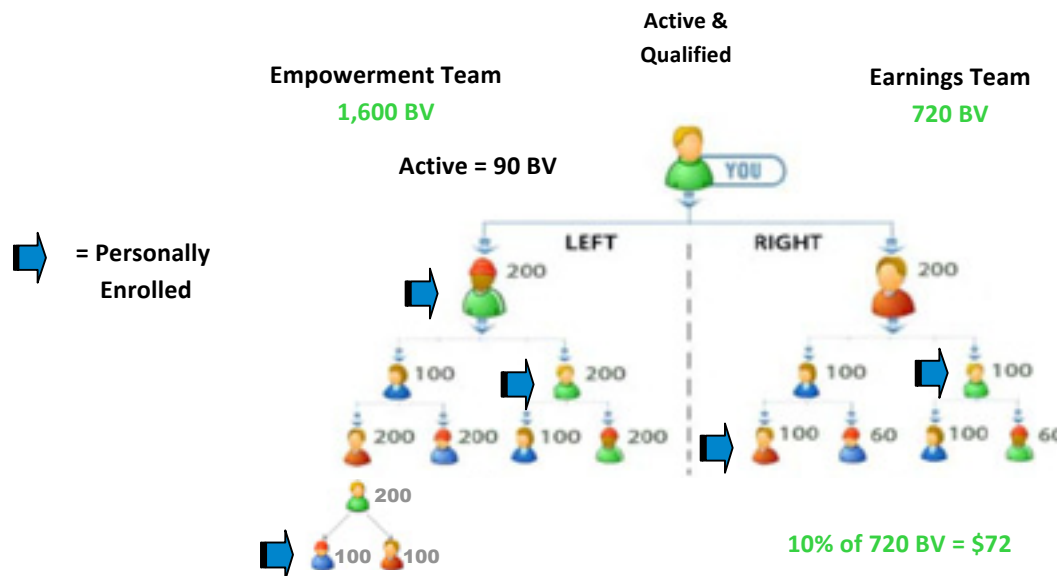 Active &
Qualified
Empowerment Team
1,600 BV
Earnings Team
720 BV
Active = 90 BV
YOU
= Personally
Enrolled
LEFT
RIGHT
200
200
100
200
100
100
200
200
100
200
100
60
100
60
200
100
100
10% of 720 BV = $72